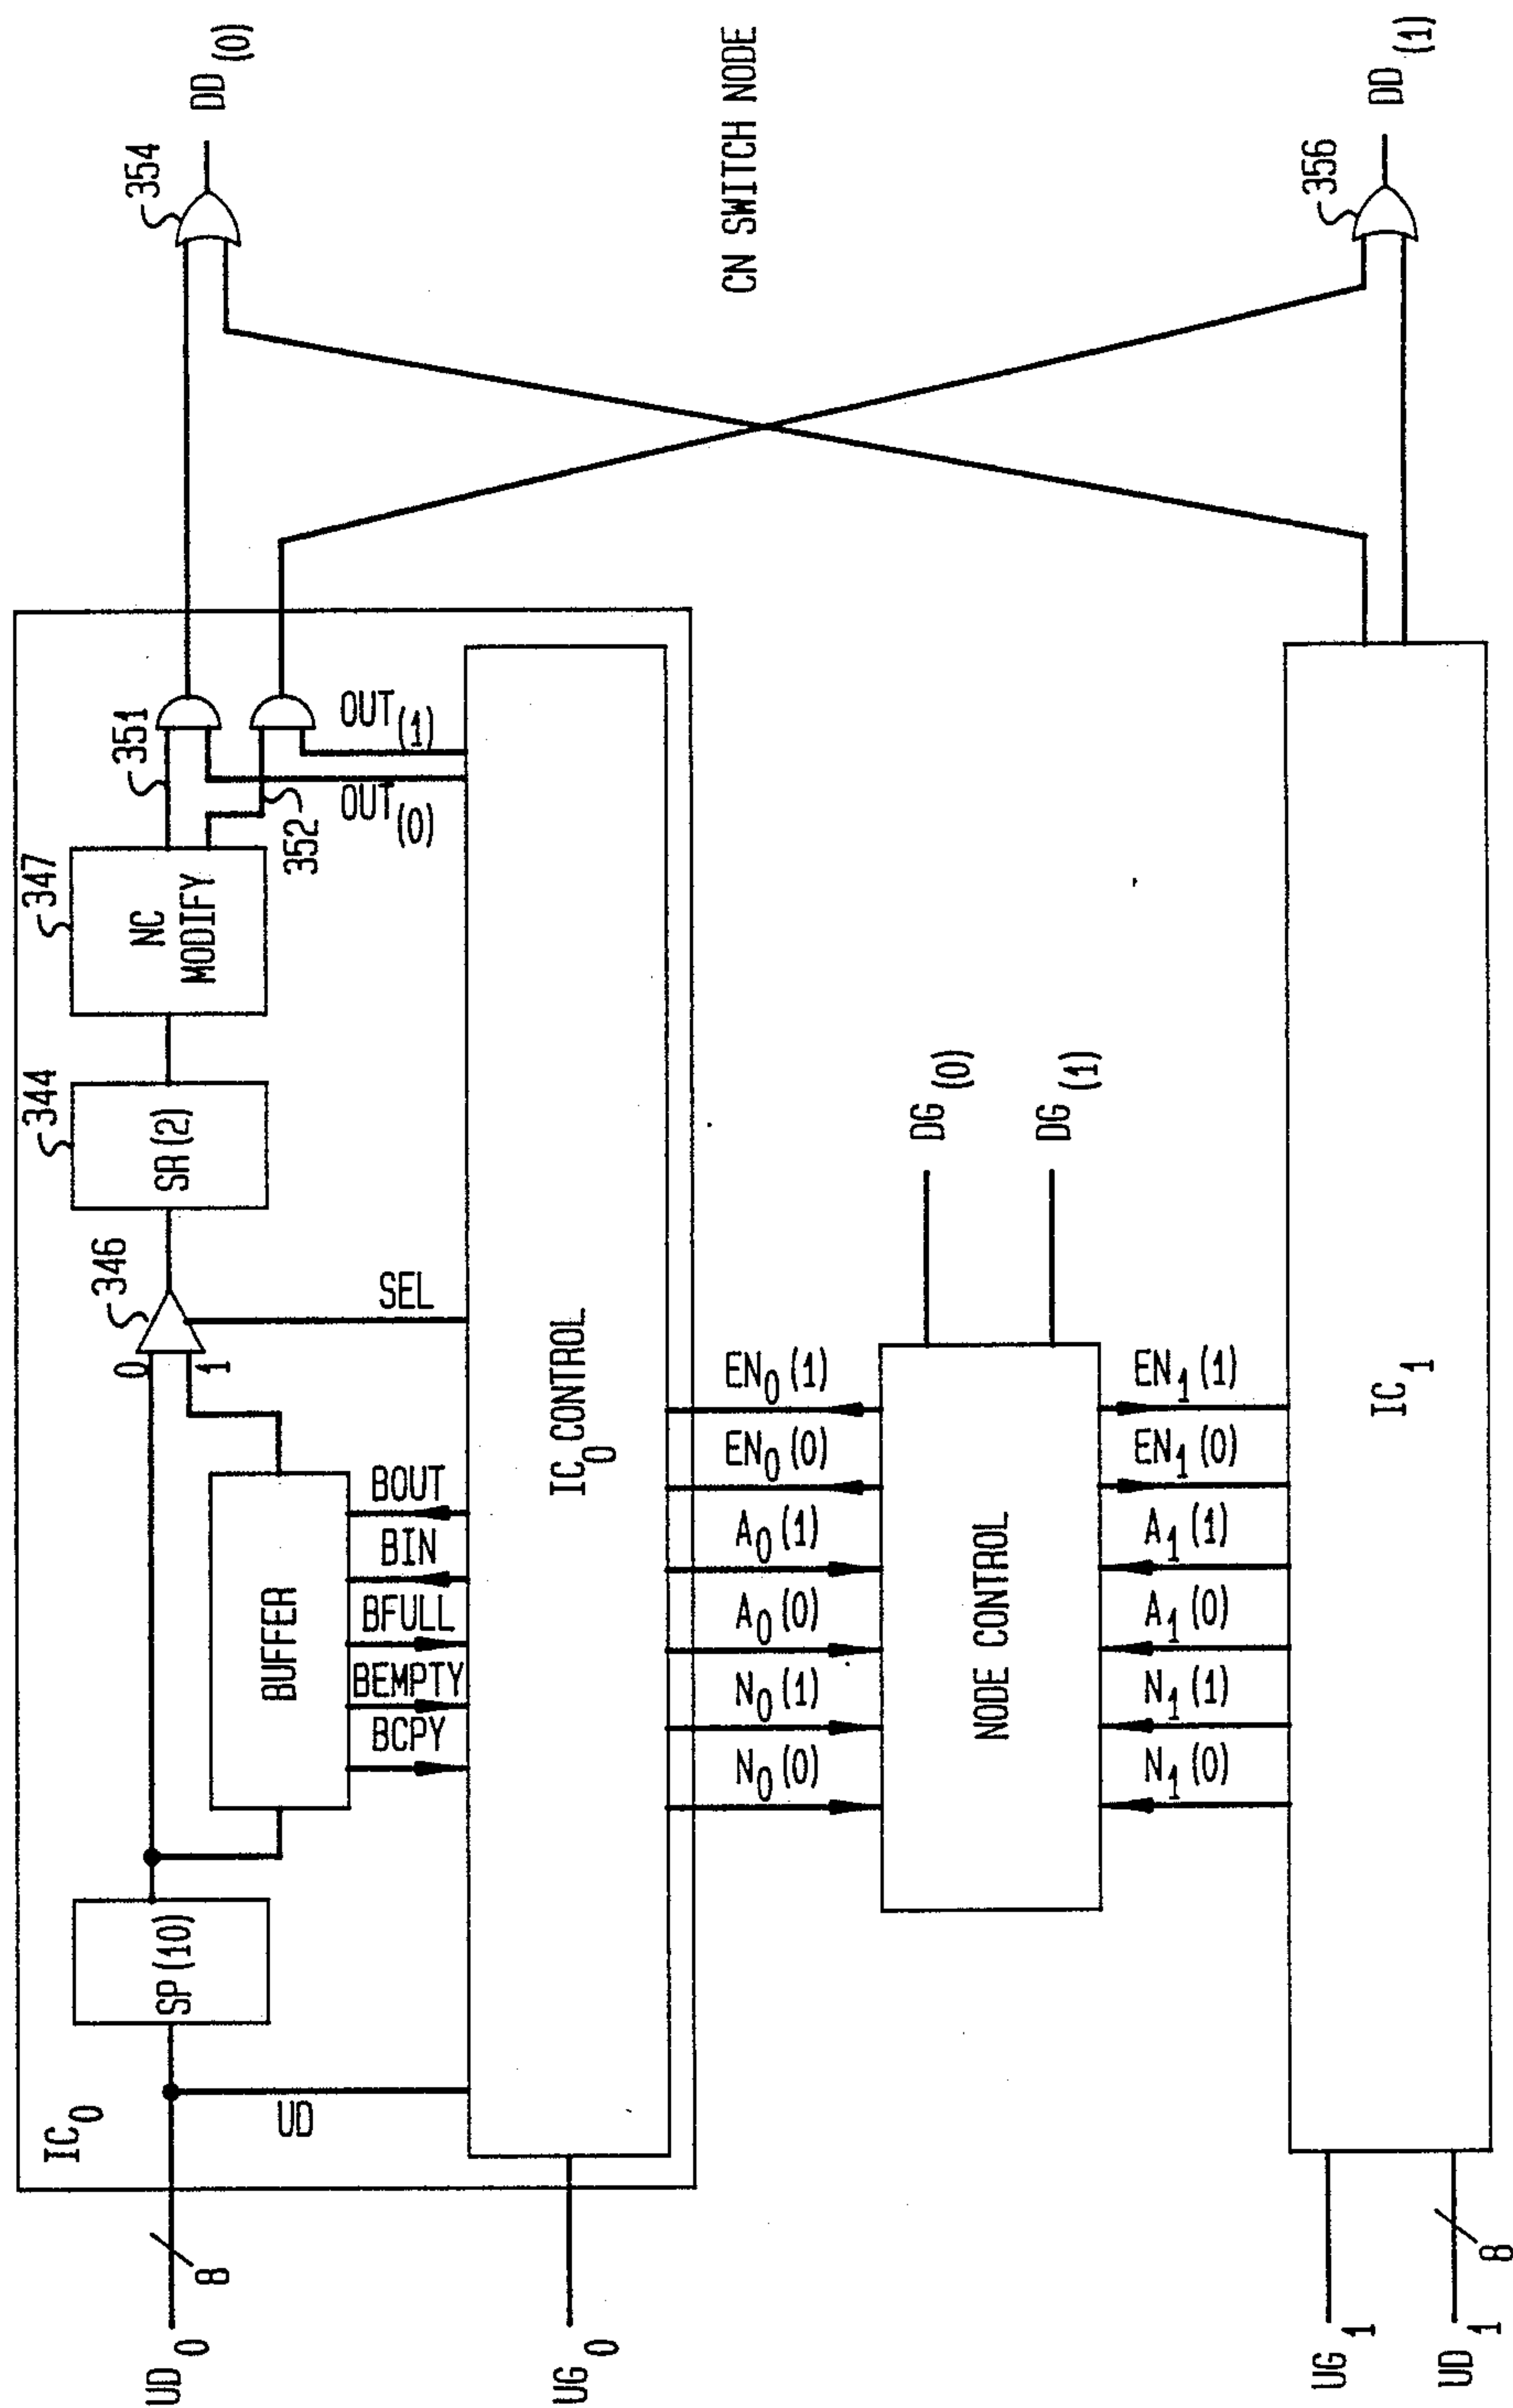 IC0
UD0
8
UD
SP(10)
BUFFER
BCPY
BEMPTY
BFULL
BIN
BOUT
0
1
346
SEL
SR(2)
344
NC
MODIFY
347
351
352
OUT(0)
OUT(1)
354
DD(0)
UG0
IC0 CONTROL
CN SWITCH NODE
N0(0)
N0(1)
A0(0)
A0(1)
EN0(0)
EN0(1)
NODE CONTROL
DG(0)
DG(1)
N1(0)
N1(1)
A1(0)
A1(1)
EN1(0)
EN1(1)
UG1
UD1
8
IC1
356
DD(1)